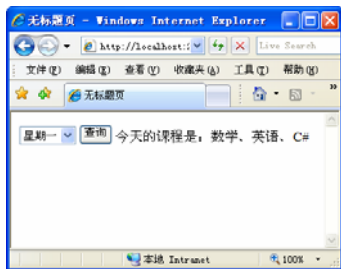 无标题页 - Windows Internet Explorer
http://localhost:2
Live Search
文件(F) 编辑(E) 查看(V) 收藏夹(A) 工具(T) 帮助(H)
无标题页
星期一 查询 今天的课程是：数学、英语、C#
本地 Intranet 100%